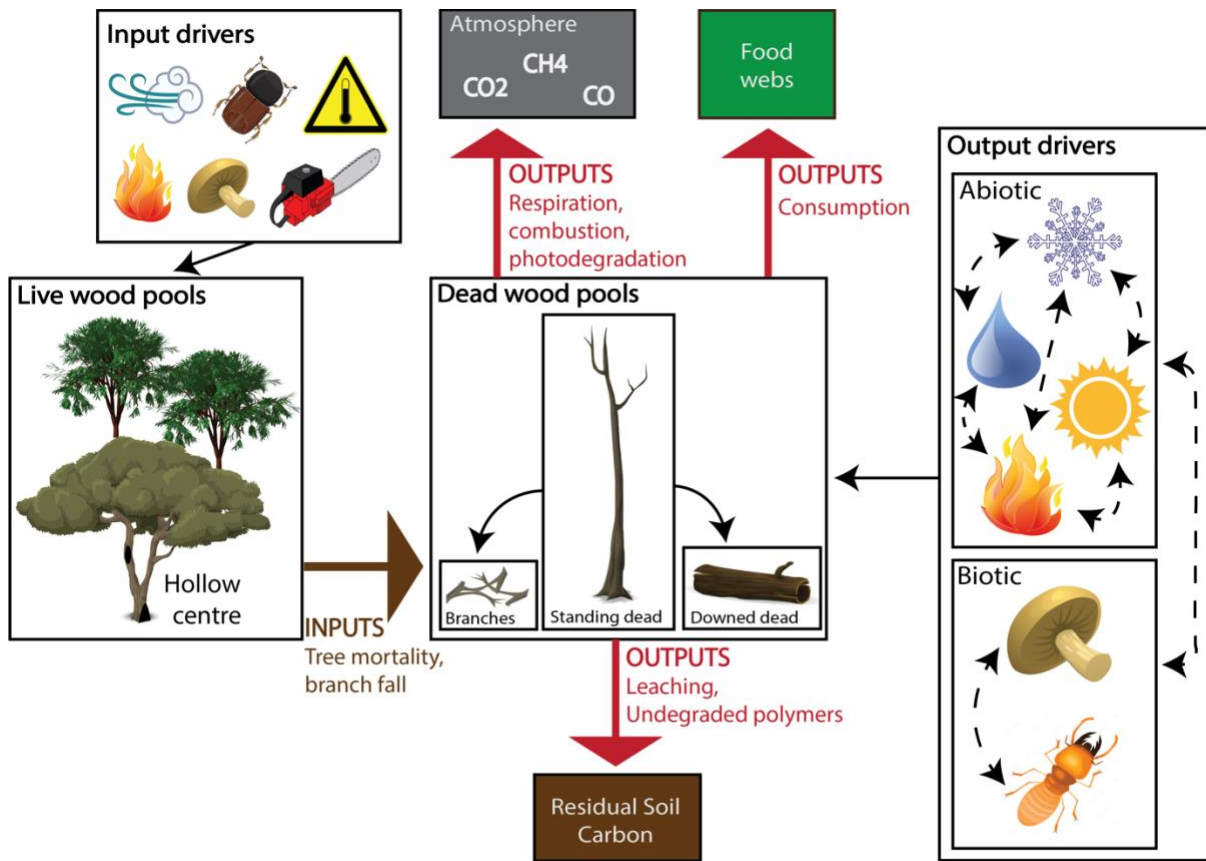 Input drivers
Atmosphere
CH4
CO2
CO
Food
webs
OUTPUTS
Respiration,
combustion,
photodegradation
OUTPUTS
Consumption
Output drivers
Abiotic
Live wood pools
Hollow
centre
Dead wood pools
Branches
Standing dead
Downed dead
INPUTS
Tree mortality,
branch fall
OUTPUTS
Leaching,
Undegraded polymers
Biotic
Residual Soil
Carbon